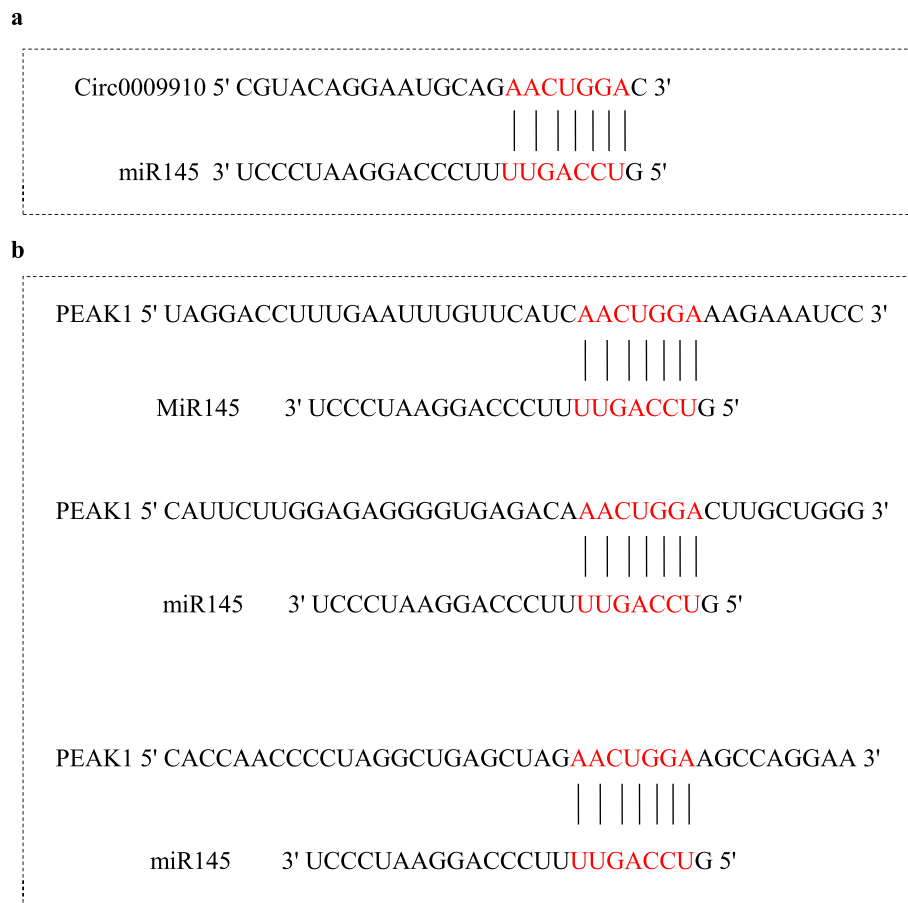 a
Circ0009910 5' CGUACAGGAAUGCAGAACUGGAC 3'
miR145 3' UCCCUAAGGACCCUUUUGACCUG 5'
b
PEAK1 5' UAGGACCUUUGAAUUUGUUCAUCAACUGGAAAGAAAUCC 3'
MiR145 3' UCCCUAAGGACCCUUUUGACCUG 5'
PEAK1 5' CAUUCUUGGAGAGGGGUGAGACAAACUGGACUUGCUGGG 3'
miR145 3' UCCCUAAGGACCCUUUUGACCUG 5'
PEAK1 5' CACCAACCCCUAGGCUGAGCUAGAACUGGAAGCCAGGAA 3'
miR145 3' UCCCUAAGGACCCUUUUGACCUG 5'